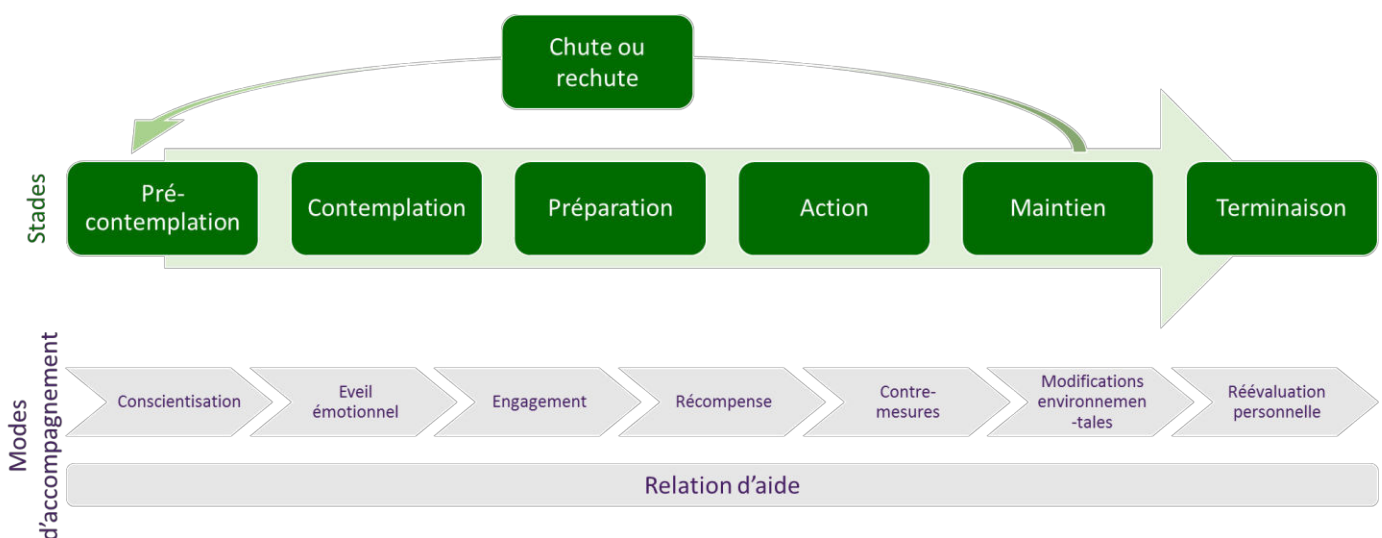 Chute ou
rechute
Stades
Pré-
contemplation
Contemplation
Préparation
Action
Maintien
Terminaison
Modes
d'accompagnement
Conscientisation
Eveil
émotionnel
Engagement
Récompense
Contre-
mesures
Modifications
environnemen
-tales
Réévaluation
personnelle
Relation d'aide